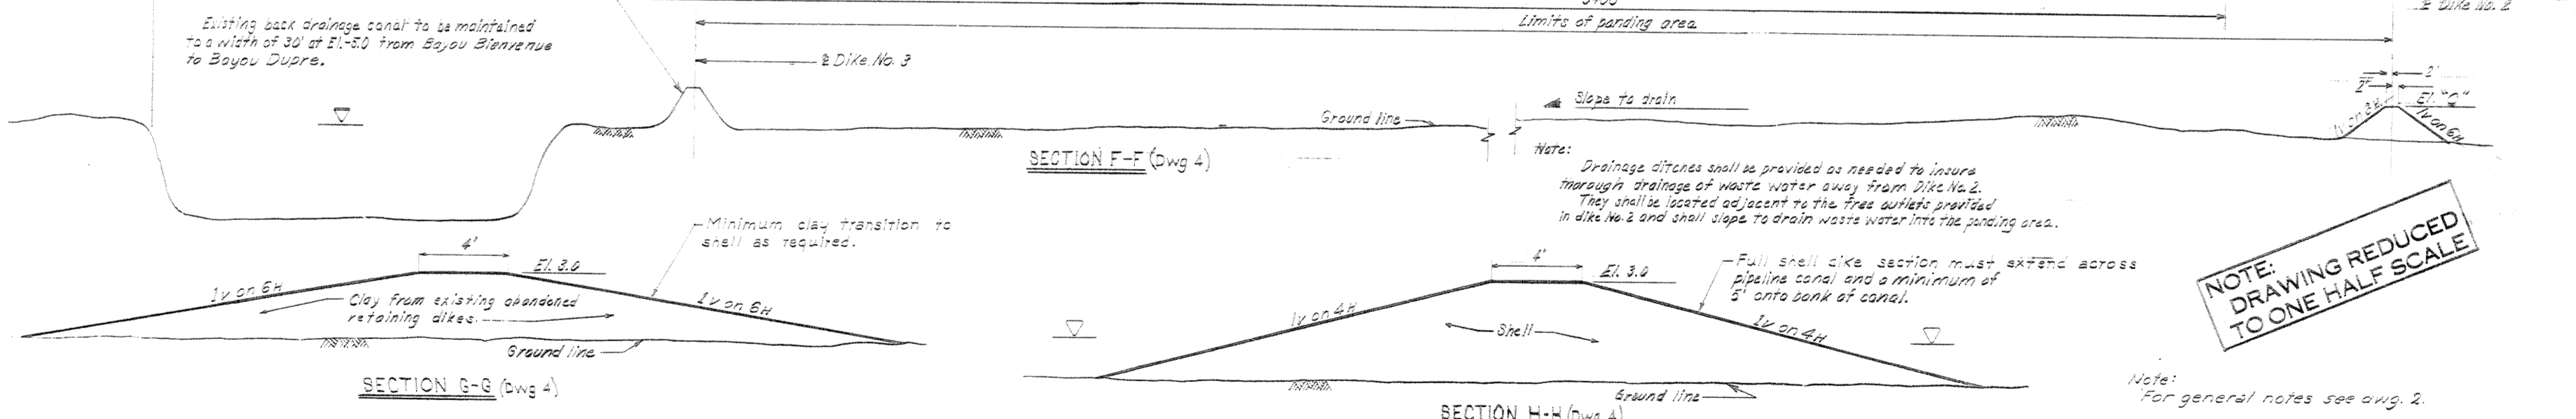 Existing back drainage canal to be maintained
to a width of 30' at El.-5.0 from Bayou Bienvenue
to Bayou Dupre.
Limits of ponding area
℄ Dike No. 2
℄ Dike No. 3
Slope to drain
Ground line
2'
2'
El. "C"
1v on 6H
SECTION F-F (Dwg 4)
Note:
Drainage ditches shall be provided as needed to insure
thorough drainage of waste water away from Dike No. 2.
They shall be located adjacent to the free outlets provided
in dike No. 2 and shall slope to drain waste water into the ponding area.
Minimum clay transition to
shell as required.
4'
El. 3.0
1v on 6H
Clay from existing abandoned
retaining dikes.
1v on 6H
Ground line
SECTION G-G (Dwg 4)
4'
El. 3.0
Full shell dike section must extend across
pipeline canal and a minimum of
5' onto bank of canal.
1v on 4H
Shell
1v on 4H
Ground line
SECTION H-H (Dwg 4)
NOTE:
DRAWING REDUCED
TO ONE HALF SCALE
Note:
For general notes see dwg. 2.